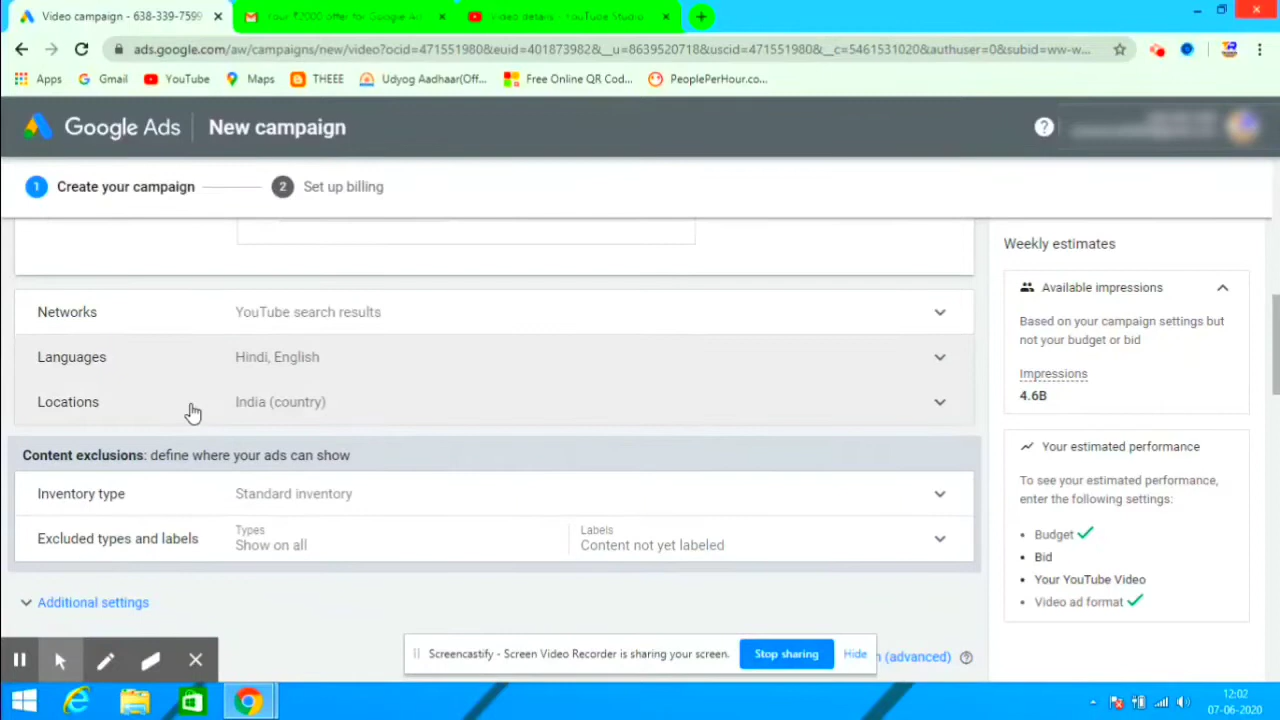 Video campaign - 638-339-7599
Your ₹2000 offer for Google Ad
Video details - YouTube Studio
ads.google.com/aw/campaigns/new/video?ocid=471551980&euid=401873982&__u=8639520718&uscid=471551980&__c=5461531020&authuser=0&subid=ww-w...
Apps
Gmail
YouTube
Maps
THEEE
Udyog Aadhaar(Off...
Free Online QR Cod...
PeoplePerHour.co...
Google Ads
New campaign
1 Create your campaign
2 Set up billing
Networks YouTube search results
Languages Hindi, English
Locations India (country)
Content exclusions: define where your ads can show
Inventory type Standard inventory
Excluded types and labels
Types
Show on all
Labels
Content not yet labeled
Additional settings
(advanced)
Weekly estimates
Available impressions
Based on your campaign settings but
not your budget or bid
Impressions
4.6B
Your estimated performance
To see your estimated performance,
enter the following settings:
• Budget
• Bid
• Your YouTube Video
• Video ad format
Screencastify - Screen Video Recorder is sharing your screen.
Stop sharing
Hide
12:02
07-06-2020